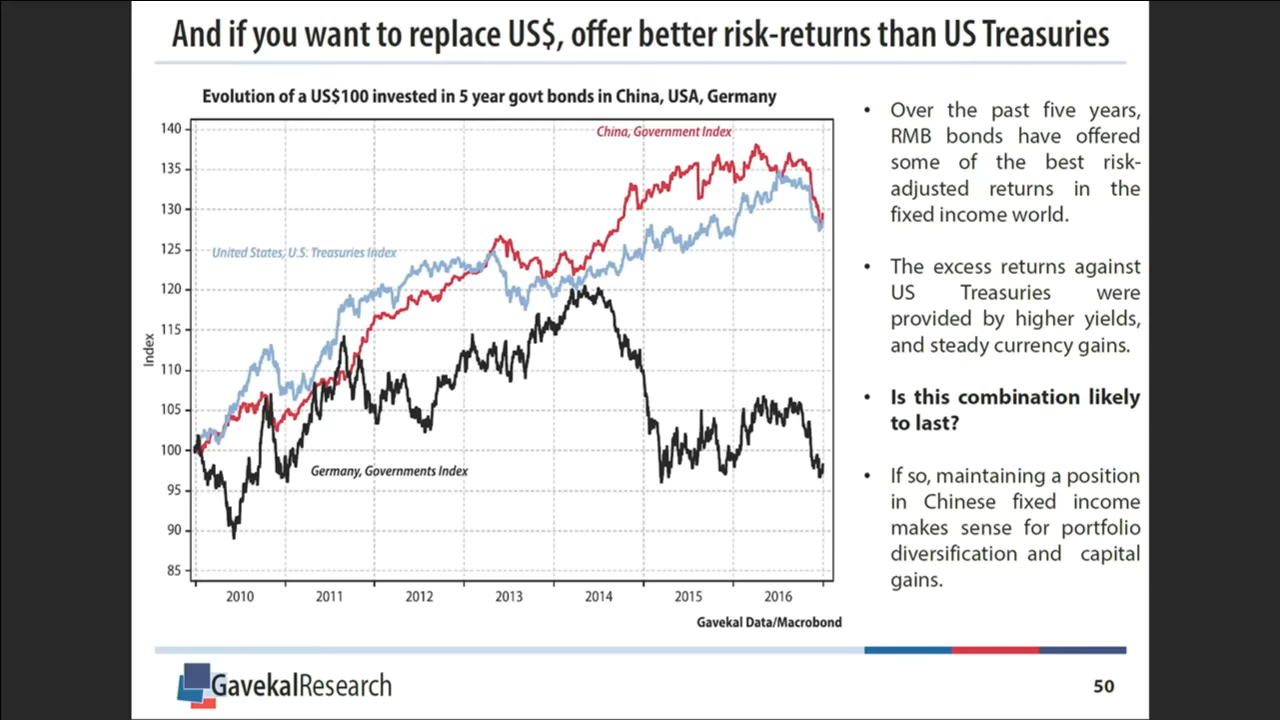 And if you want to replace US$, offer better risk-returns than US Treasuries
Evolution of a US$100 invested in 5 year govt bonds in China, USA, Germany
140
135
130
125
120
115
110
105
100
95
90
85
Index
China, Government Index
United States, U.S. Treasuries Index
Germany, Governments Index
2010
2011
2012
2013
2014
2015
2016
Gavekal Data/Macrobond
• Over the past five years,
RMB bonds have offered
some of the best risk-
adjusted returns in the
fixed income world.
• The excess returns against
US Treasuries were
provided by higher yields,
and steady currency gains.
• Is this combination likely
to last?
• If so, maintaining a position
in Chinese fixed income
makes sense for portfolio
diversification and capital
gains.
GavekalResearch
50